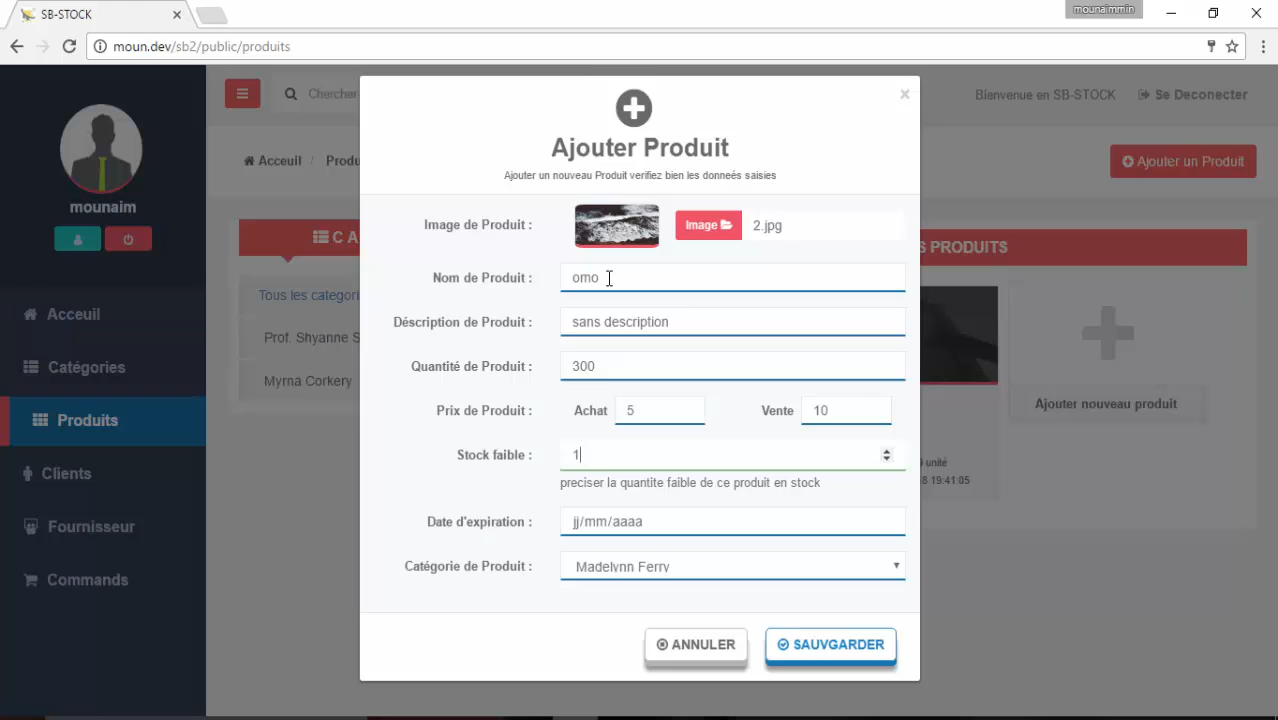 SB-STOCK
mounaimmin
moun.dev/sb2/public/produits
Chercher
Bienvenue en SB-STOCK
Se Deconecter
Acceuil / Produ
Ajouter un Produit
mounaim
Acceuil
Catégories
Produits
Clients
Fournisseur
Commands
C A
Tous les categori
Prof. Shyanne S
Myrna Corkery
S PRODUITS
Ajouter nouveau produit
unité
19:41:05
Ajouter Produit
Ajouter un nouveau Produit verifiez bien les donneés saisies
Image de Produit : Image 2.jpg
Nom de Produit : omo
Déscription de Produit : sans description
Quantité de Produit : 300
Prix de Produit : Achat 5 Vente 10
Stock faible : 1
preciser la quantite faible de ce produit en stock
Date d'expiration : jj/mm/aaaa
Catégorie de Produit : Madelynn Ferry
ANNULER
SAUVGARDER